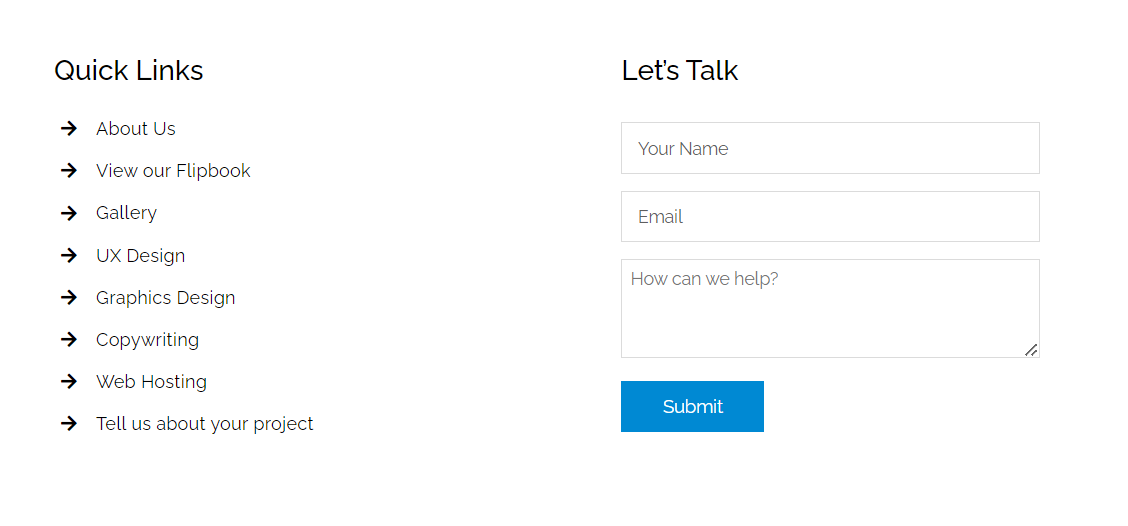 Quick Links
About Us
View our Flipbook
Gallery
UX Design
Graphics Design
Copywriting
Web Hosting
Tell us about your project
Let’s Talk
Your Name
Email
How can we help?
Submit